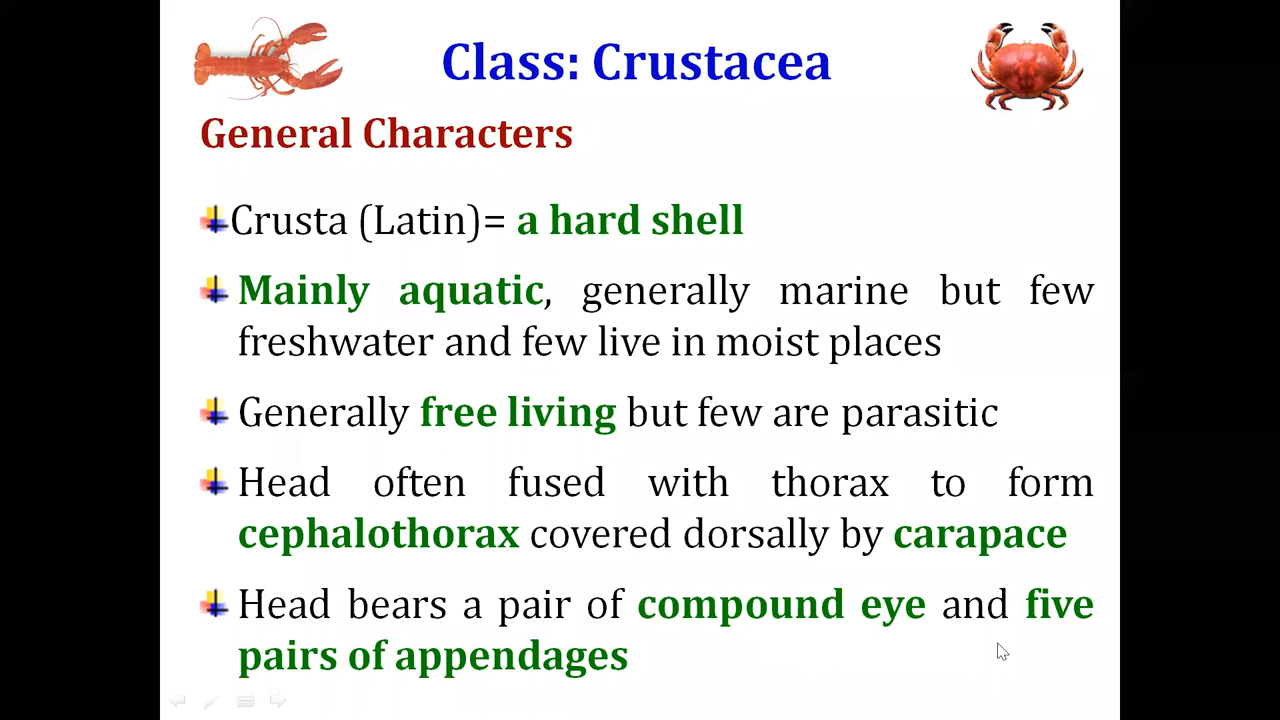 Class: Crustacea
General Characters
Crusta (Latin)= a hard shell
Mainly aquatic, generally marine but few
freshwater and few live in moist places
Generally free living but few are parasitic
Head often fused with thorax to form
cephalothorax covered dorsally by carapace
Head bears a pair of compound eye and five
pairs of appendages